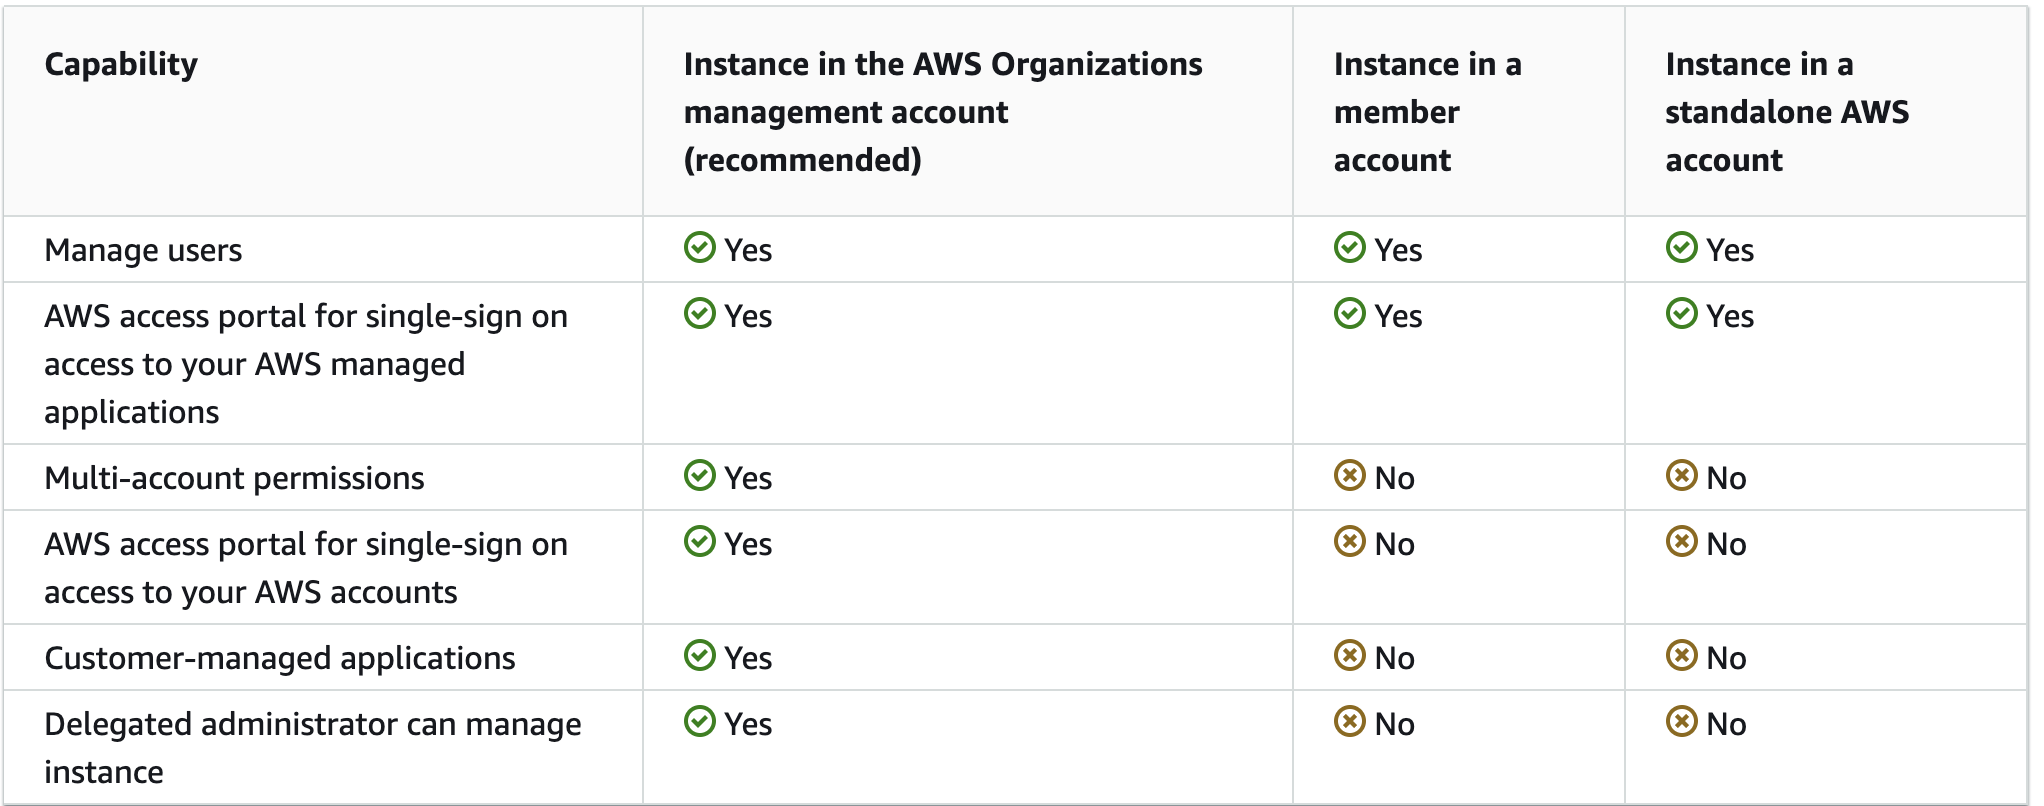 Capability
Instance in the AWS Organizations
management account
(recommended)
Instance in a
member
account
Instance in a
standalone AWS
account
Manage users
Yes
Yes
Yes
AWS access portal for single-sign on
access to your AWS managed
applications
Yes
Yes
Yes
Multi-account permissions
Yes
No
No
AWS access portal for single-sign on
access to your AWS accounts
Yes
No
No
Customer-managed applications
Yes
No
No
Delegated administrator can manage
instance
Yes
No
No